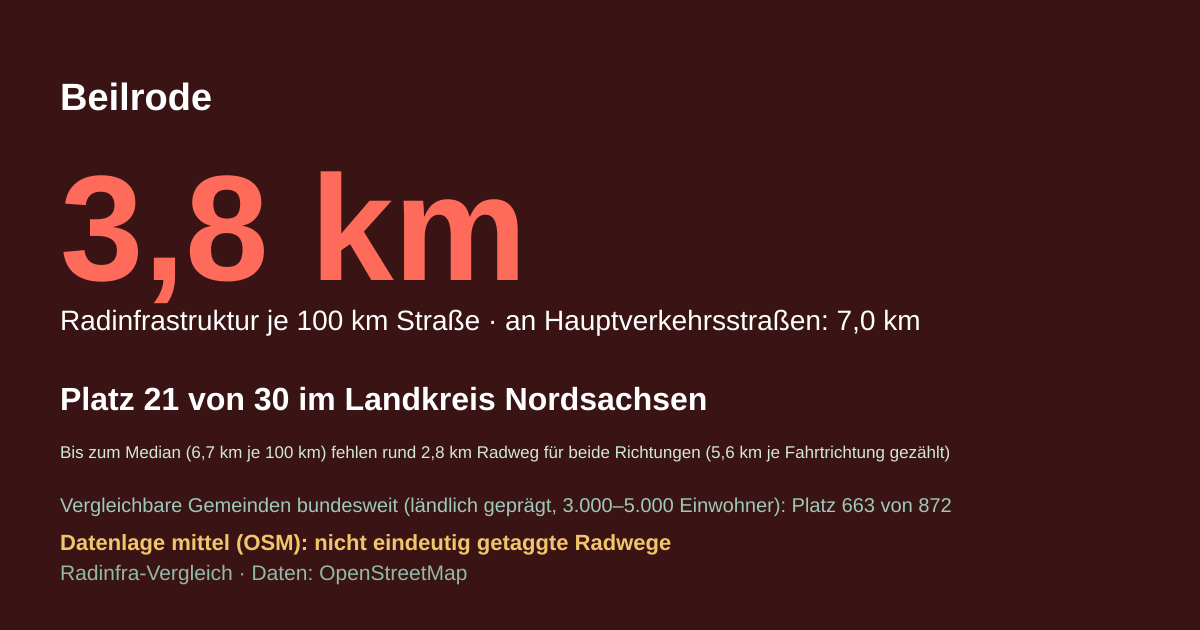 Beilrode
3,8 km
Radinfrastruktur je 100 km Straße · an Hauptverkehrsstraßen: 7,0 km
Platz 21 von 30 im Landkreis Nordsachsen
Bis zum Median (6,7 km je 100 km) fehlen rund 2,8 km Radweg für beide Richtungen (5,6 km je Fahrtrichtung gezählt)
Vergleichbare Gemeinden bundesweit (ländlich geprägt, 3.000–5.000 Einwohner): Platz 663 von 872
Datenlage mittel (OSM): nicht eindeutig getaggte Radwege
Radinfra-Vergleich · Daten: OpenStreetMap